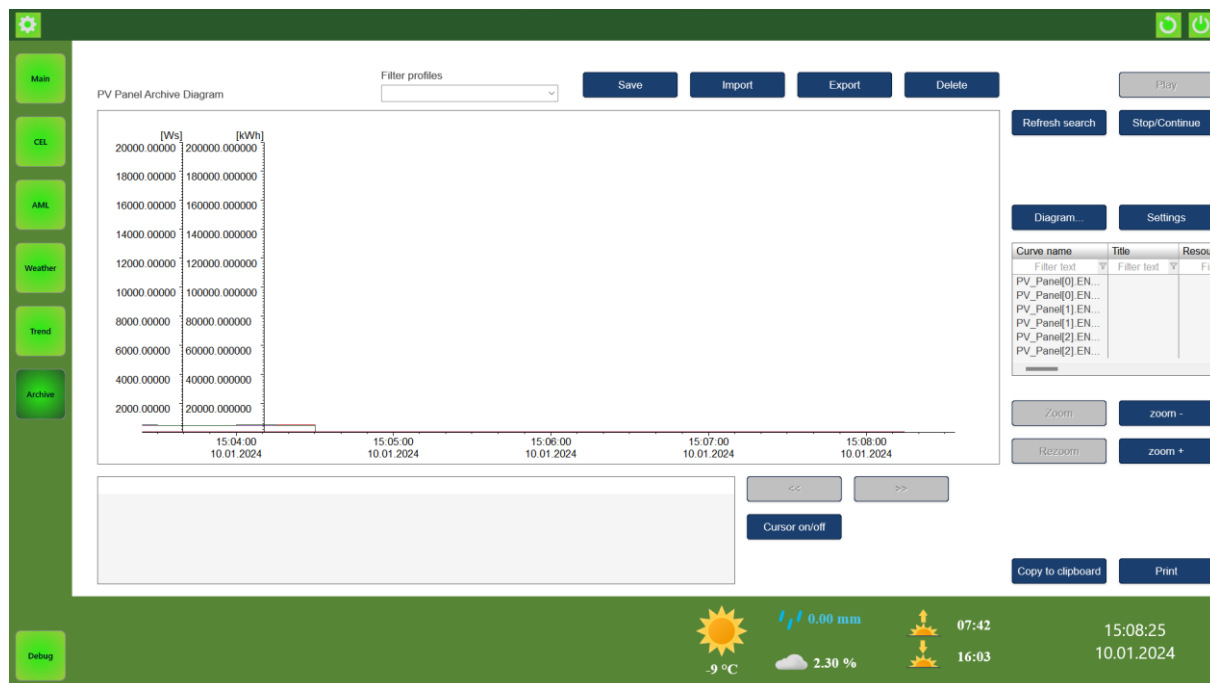 Main
CEL
AML
Weather
Trend
Archive
Debug
PV Panel Archive Diagram
Filter profiles
Save
Import
Export
Delete
Play
Refresh search
Stop/Continue
[Ws] [kWh]
20000.00000 200000.000000
18000.00000 180000.000000
16000.00000 160000.000000
14000.00000 140000.000000
12000.00000 120000.000000
10000.00000 100000.000000
8000.00000 80000.000000
6000.00000 60000.000000
4000.00000 40000.000000
2000.00000 20000.000000
15:04:00 15:05:00 15:06:00 15:07:00 15:08:00
10.01.2024 10.01.2024 10.01.2024 10.01.2024 10.01.2024
Diagram...
Settings
Curve name Title Resou
Filter text Filter text Fi
PV_Panel[0].EN...
PV_Panel[0].EN...
PV_Panel[1].EN...
PV_Panel[1].EN...
PV_Panel[2].EN...
PV_Panel[2].EN...
Zoom
zoom -
Rezoom
zoom +
<< >>
Cursor on/off
Copy to clipboard
Print
0.00 mm
07:42
-9 °C
2.30 %
16:03
15:08:25
10.01.2024